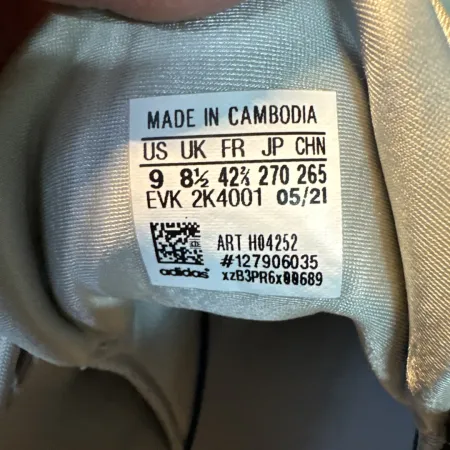 MADE IN CAMBODIA
US UK FR JP CHN
9 8½ 42⅔ 270 265
EVK 2K4001 05/21
ART H04252
#127906035
adidas
xzB3PR6x00689